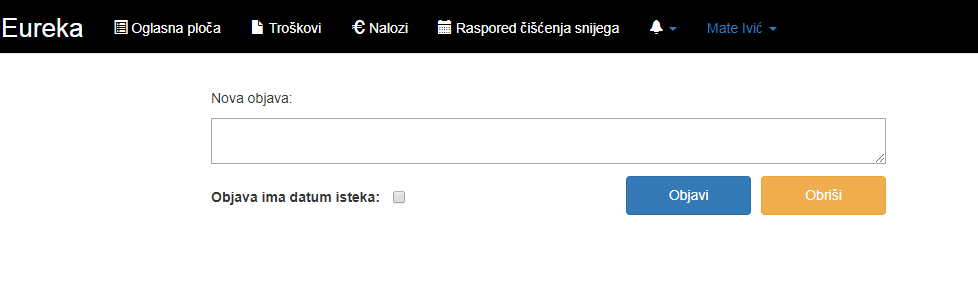 Eureka Oglasna ploča Troškovi Nalozi Raspored čišćenja snijega Mate Ivić
Nova objava:
Objava ima datum isteka: Objavi Obriši